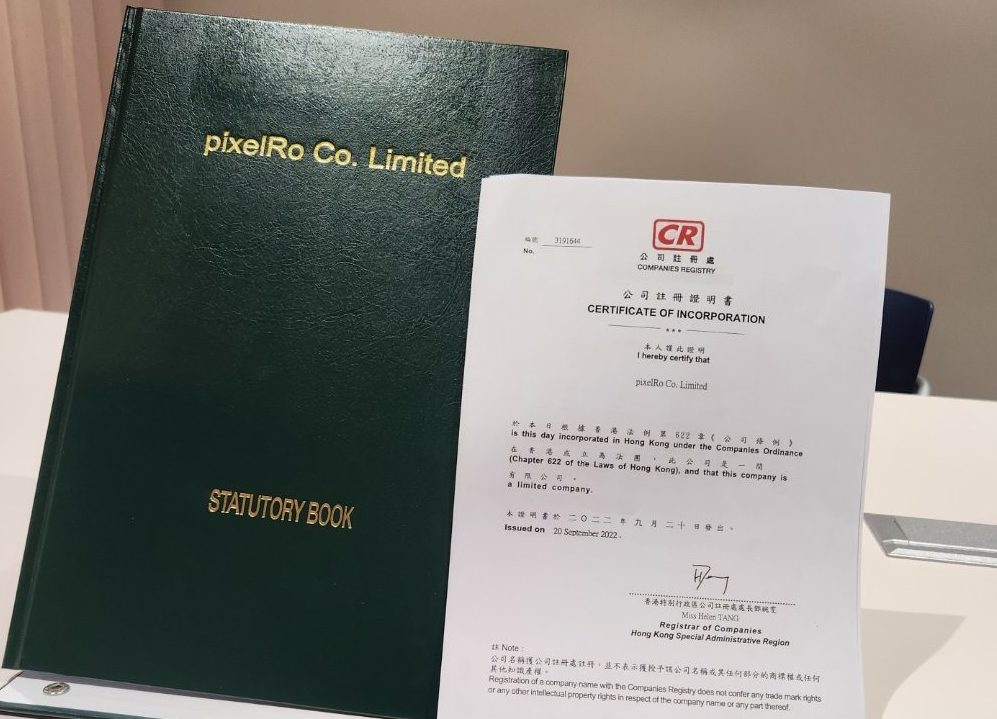 pixelRo Co. Limited
STATUTORY BOOK
編號 3191644
No.
CR
公司註冊處
COMPANIES REGISTRY
公司註冊證明書
CERTIFICATE OF INCORPORATION
***
本人謹此證明
I hereby certify that
pixelRo Co. Limited
於本日根據香港法例第622章《公司條例》
is this day incorporated in Hong Kong under the Companies Ordinance
在香港成立為法團,此公司是一間
(Chapter 622 of the Laws of Hong Kong), and that this company is
有限公司。
a limited company.
本證明書於二〇二二年九月二十日發出。
Issued on 20 September 2022.
香港特別行政區公司註冊處處長鄧婉雯
Miss Helen TANG
Registrar of Companies
Hong Kong Special Administrative Region
註 Note:
公司名稱獲公司註冊處註冊,並不表示獲授予該公司名稱或其任何部分的商標權或任何
其他知識產權。
Registration of a company name with the Companies Registry does not confer any trade mark rights
or any other intellectual property rights in respect of the company name or any part thereof.